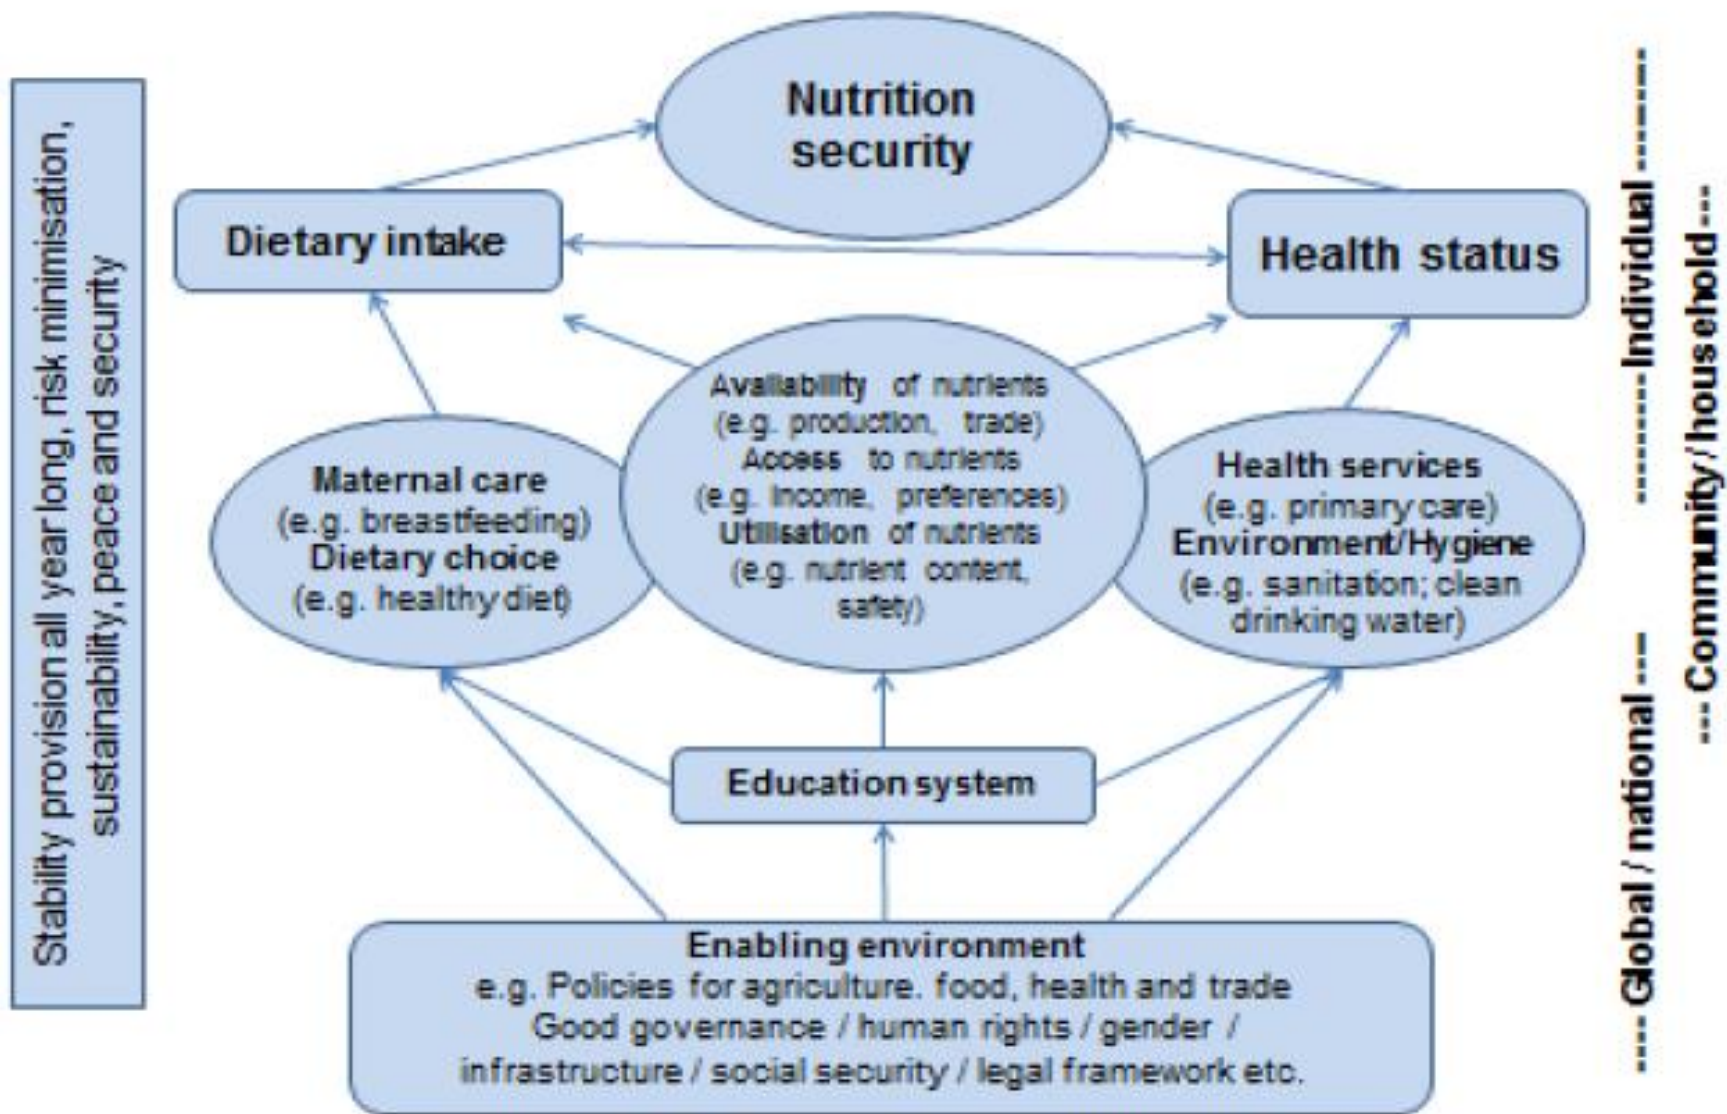 Stability provision all year long, risk minimisation,
sustainability, peace and security
Nutrition
security
Dietary intake
Health status
Maternal care
(e.g. breastfeeding)
Dietary choice
(e.g. healthy diet)
Availability of nutrients
(e.g. production, trade)
Access to nutrients
(e.g. income, preferences)
Utilisation of nutrients
(e.g. nutrient content,
safety)
Health services
(e.g. primary care)
Environment/Hygiene
(e.g. sanitation; clean
drinking water)
Education system
Enabling environment
e.g. Policies for agriculture. food, health and trade
Good governance / human rights / gender /
infrastructure / social security / legal framework etc.
---- Global / national ----
---------- Individual --------
--- Community/household ---